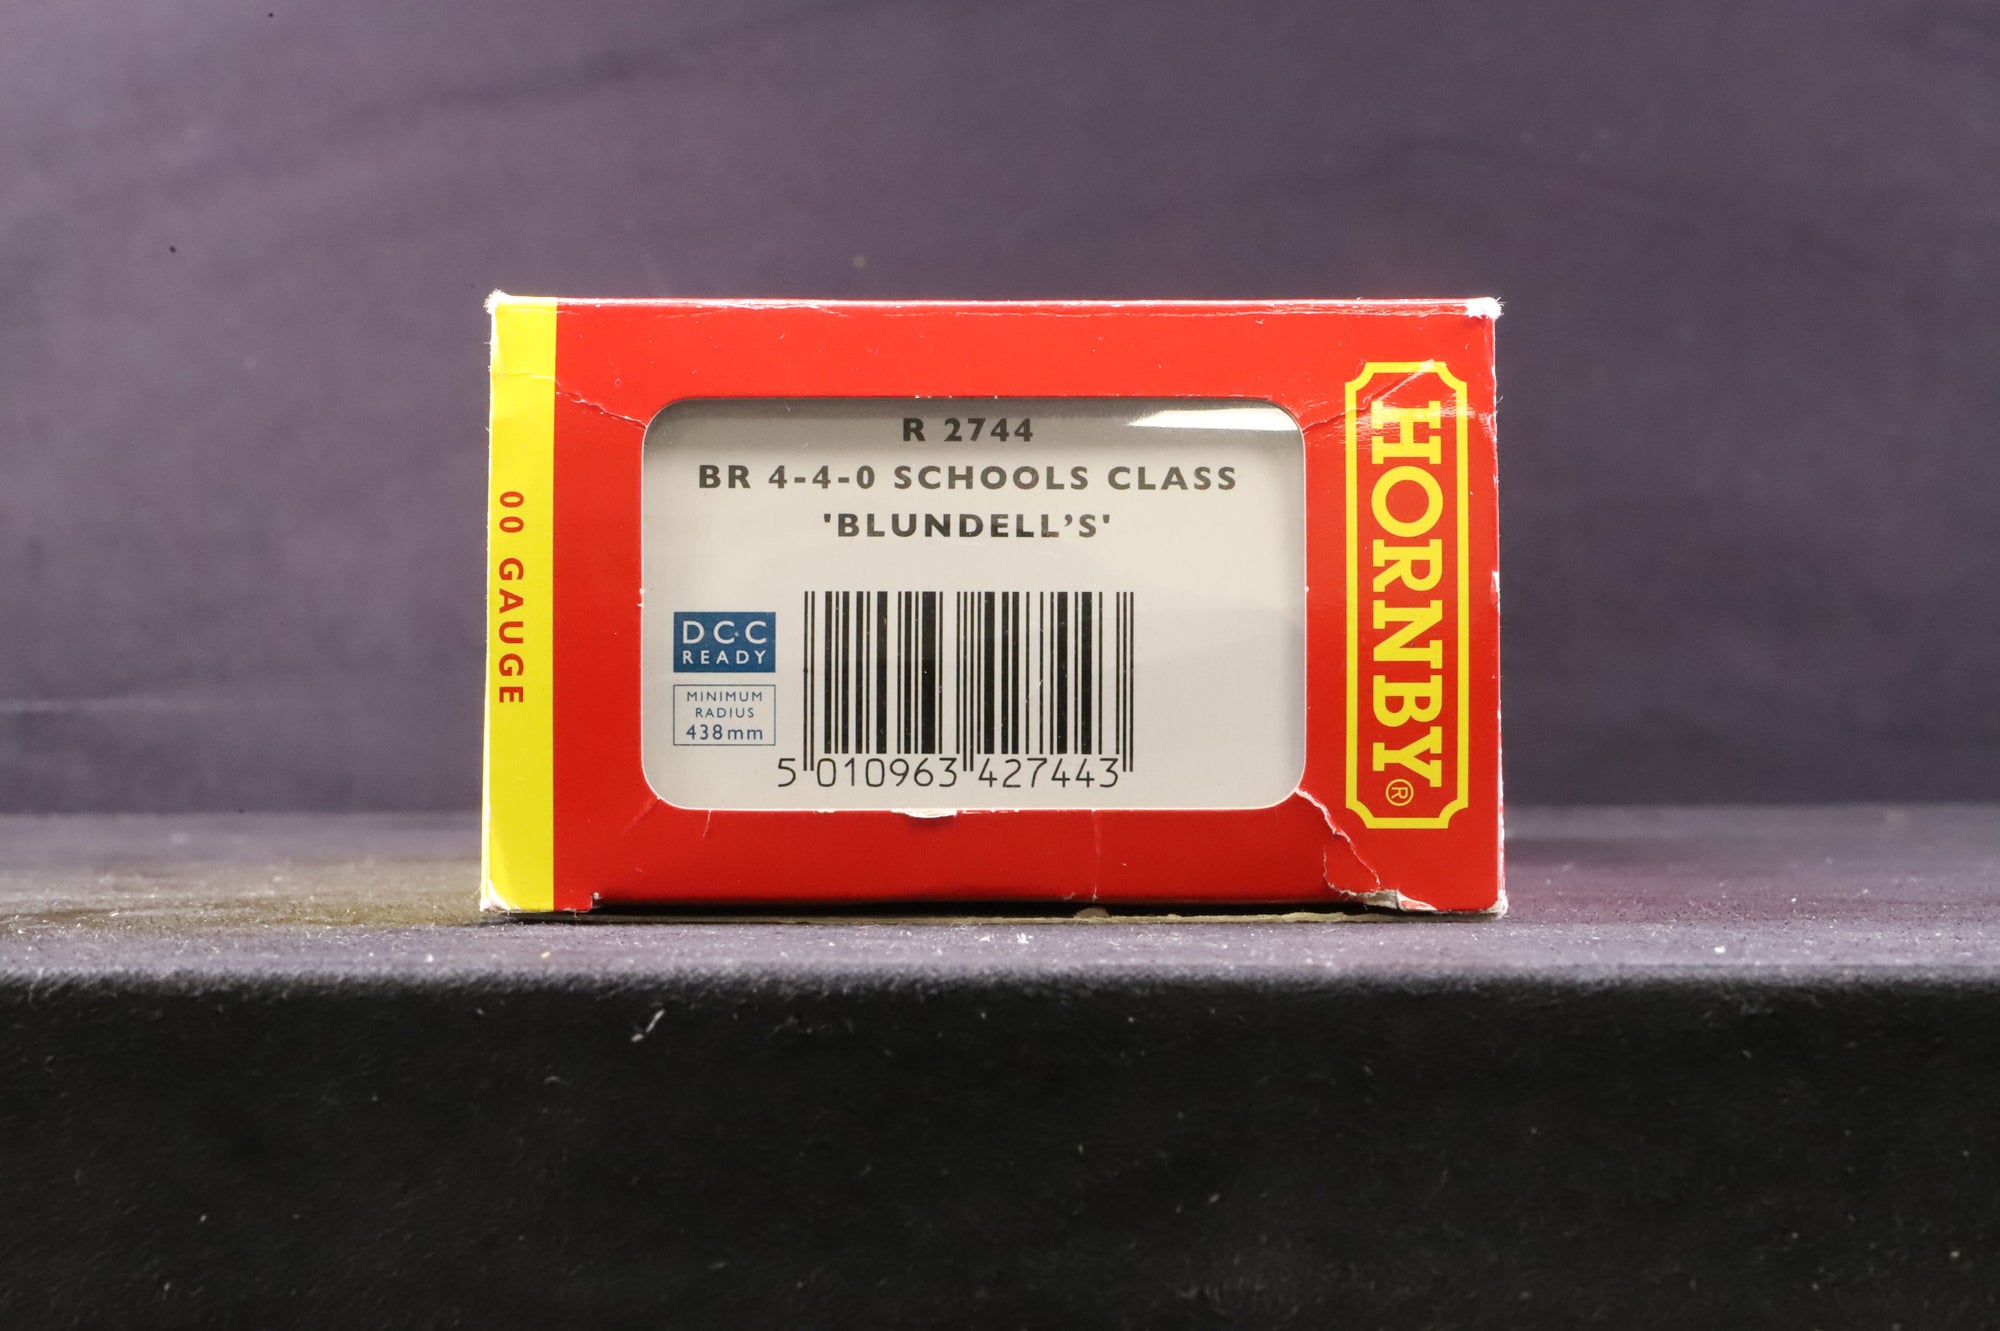 00 GAUGE
R 2744
BR 4-4-0 SCHOOLS CLASS
'BLUNDELL’S'
DCC
READY
MINIMUM
RADIUS
438mm
5 010963 427443
HORNBY®